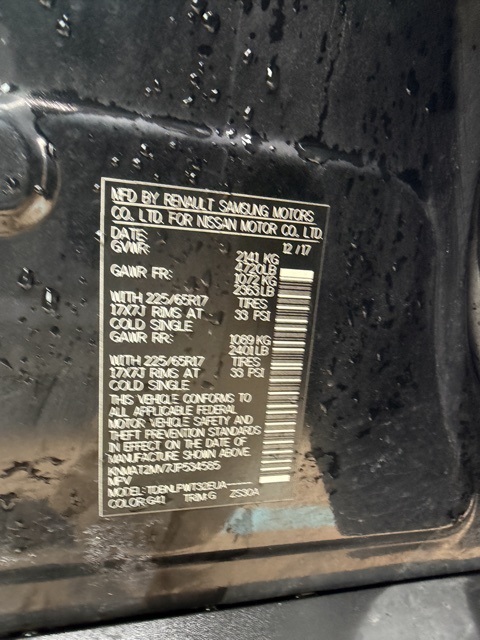 MFD BY RENAULT SAMSUNG MOTORS
CO., LTD. FOR NISSAN MOTOR CO., LTD.
DATE: 12/17
GVWR: 2141 KG
4720LB
GAWR FR: 1072 KG
2363LB
WITH 225/65R17 TIRES
17X7J RIMS AT 33 PSI
COLD SINGLE
GAWR RR: 1089 KG
2401LB
WITH 225/65R17 TIRES
17X7J RIMS AT 33 PSI
COLD SINGLE
THIS VEHICLE CONFORMS TO
ALL APPLICABLE FEDERAL
MOTOR VEHICLE SAFETY AND
THEFT PREVENTION STANDARDS
IN EFFECT ON THE DATE OF
MANUFACTURE SHOWN ABOVE.
KNMAT2MV7JP534585
MPV
MODEL: TDBNLFWT32EUA-----
COLOR:G41 TRIM:G ZS30A